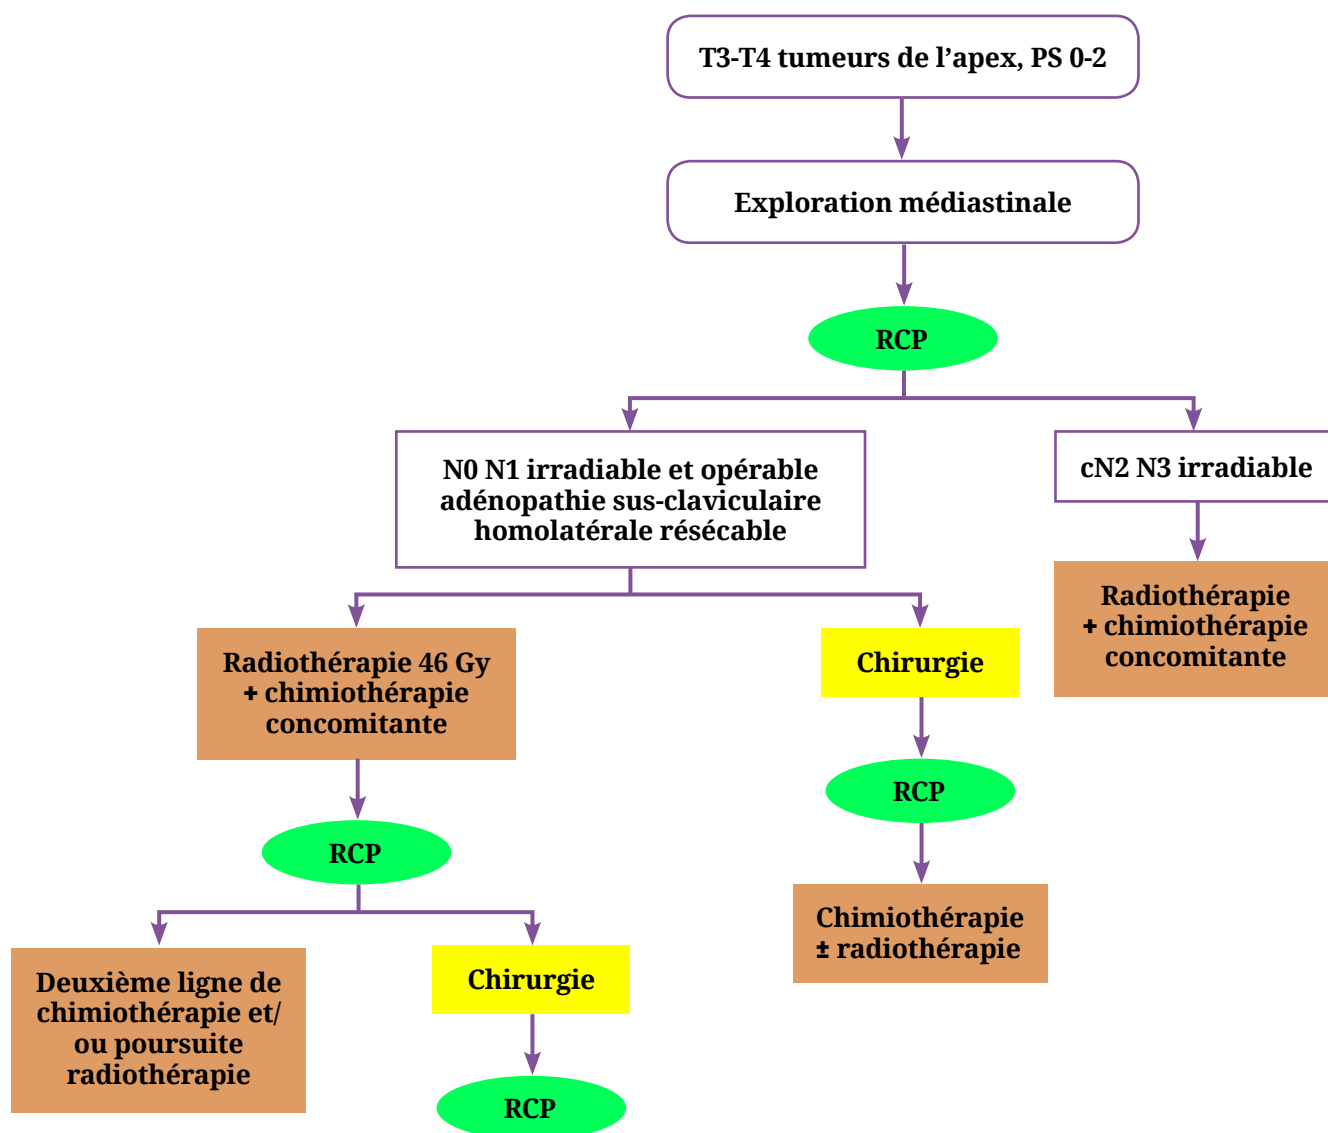 T3-T4 tumeurs de l’apex, PS 0-2
Exploration médiastinale
RCP
N0 N1 irradiable et opérable
adénopathie sus-claviculaire
homolatérale résécable
cN2 N3 irradiable
Radiothérapie
+ chimiothérapie
concomitante
Radiothérapie 46 Gy
+ chimiothérapie
concomitante
Chirurgie
RCP
RCP
Chimiothérapie
± radiothérapie
Deuxième ligne de
chimiothérapie et/
ou poursuite
radiothérapie
Chirurgie
RCP